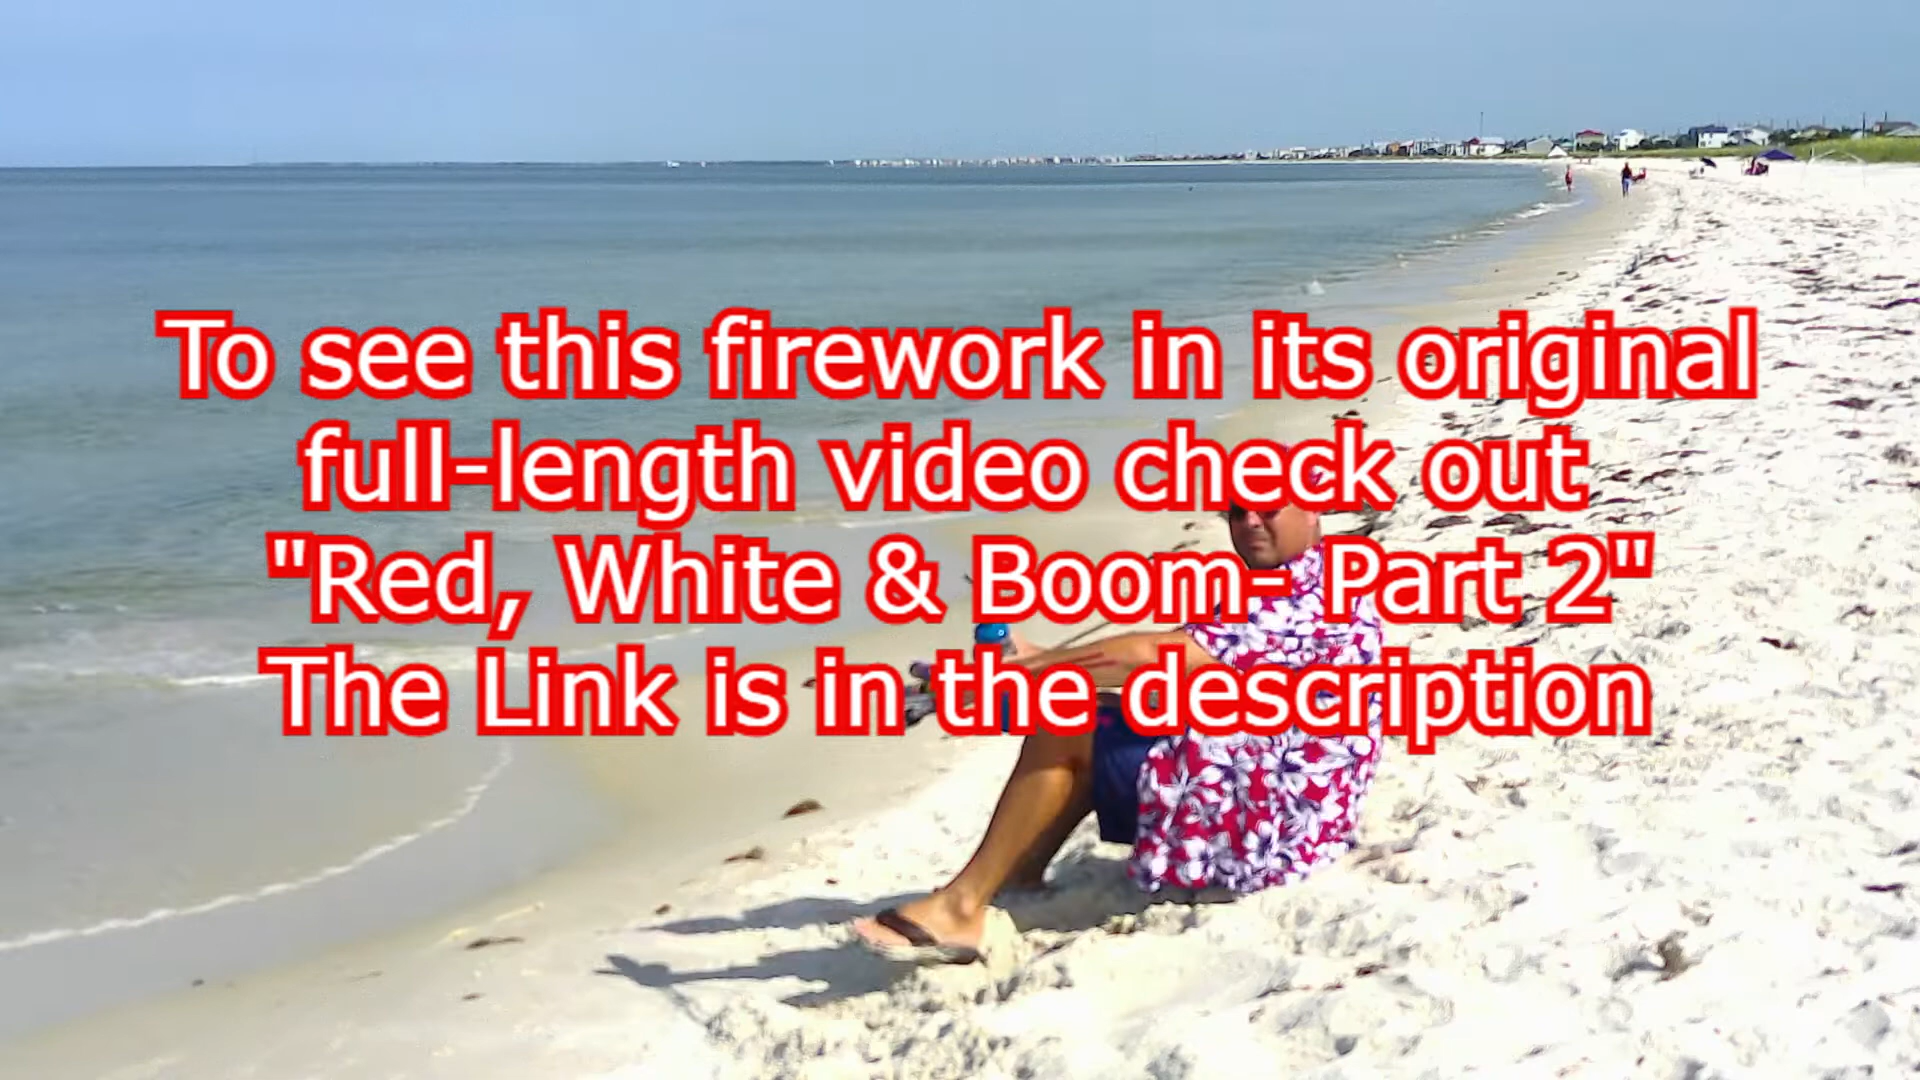 To see this firework in its original
full-length video check out
"Red, White & Boom- Part 2"
The Link is in the description